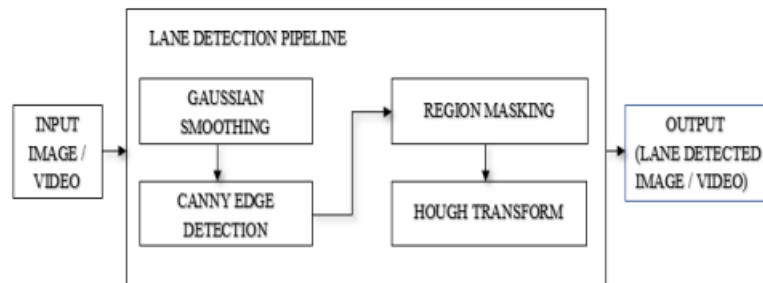 LANE DETECTION PIPELINE
INPUT
IMAGE /
VIDEO
GAUSSIAN
SMOOTHING
CANNY EDGE
DETECTION
REGION MASKING
HOUGH TRANSFORM
OUTPUT
(LANE DETECTED
IMAGE / VIDEO)